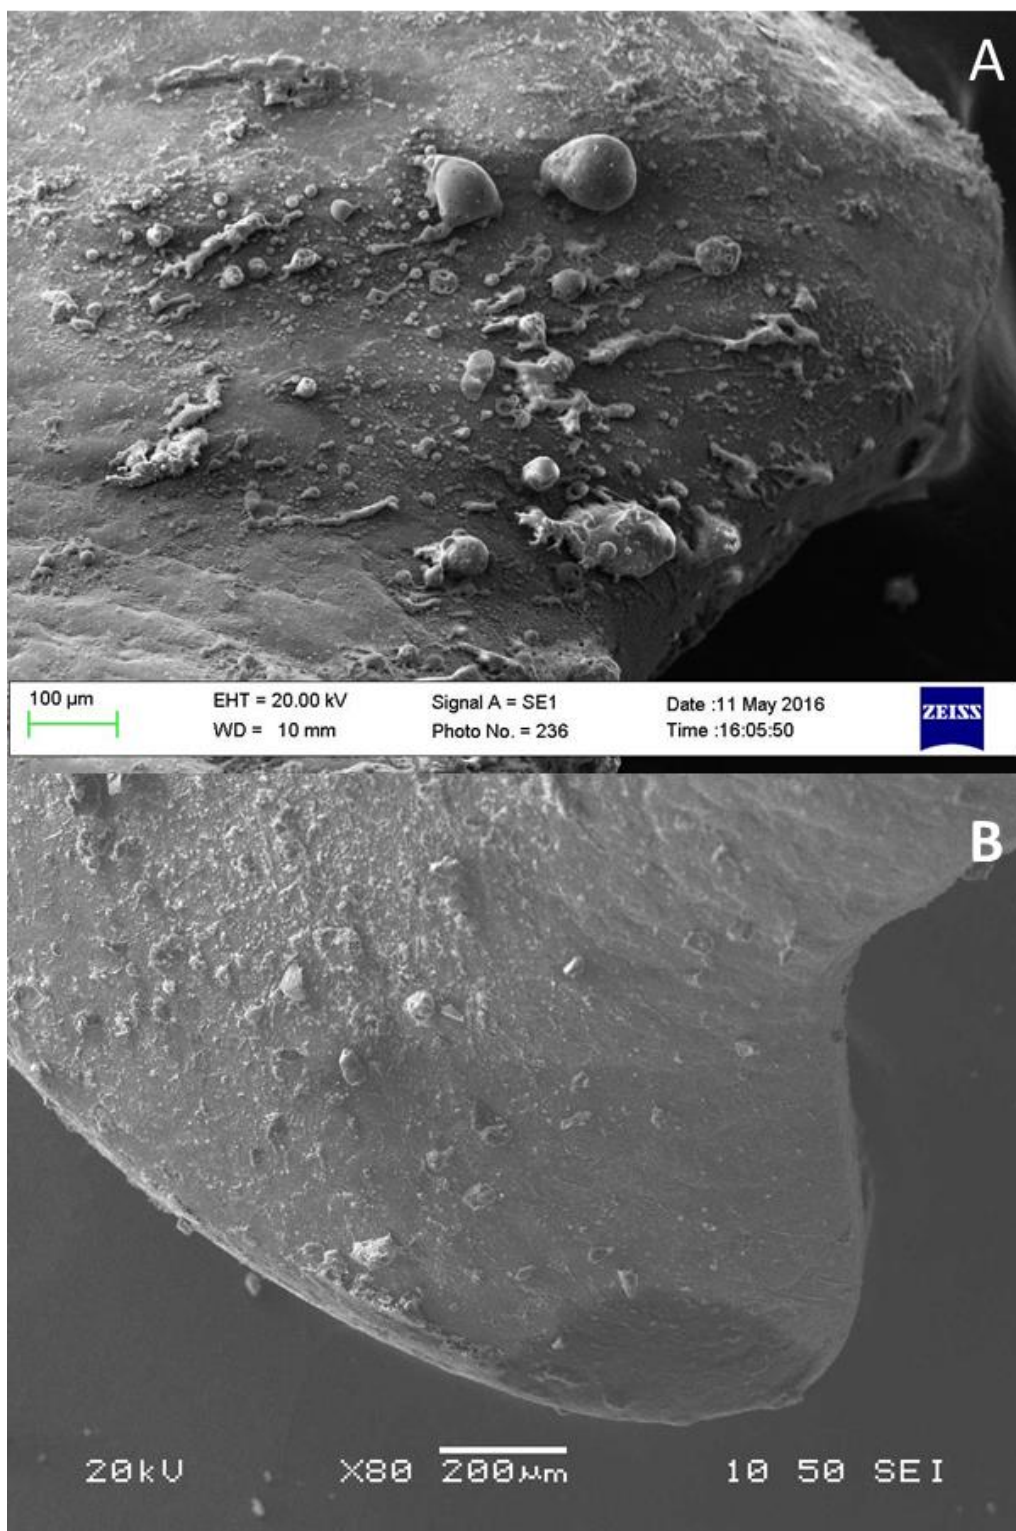 A
100 µm
EHT = 20.00 kV
Signal A = SE1
Date :11 May 2016
WD = 10 mm
Photo No. = 236
Time :16:05:50
ZEISS
B
20kV X80 200µm 10 50 SEI